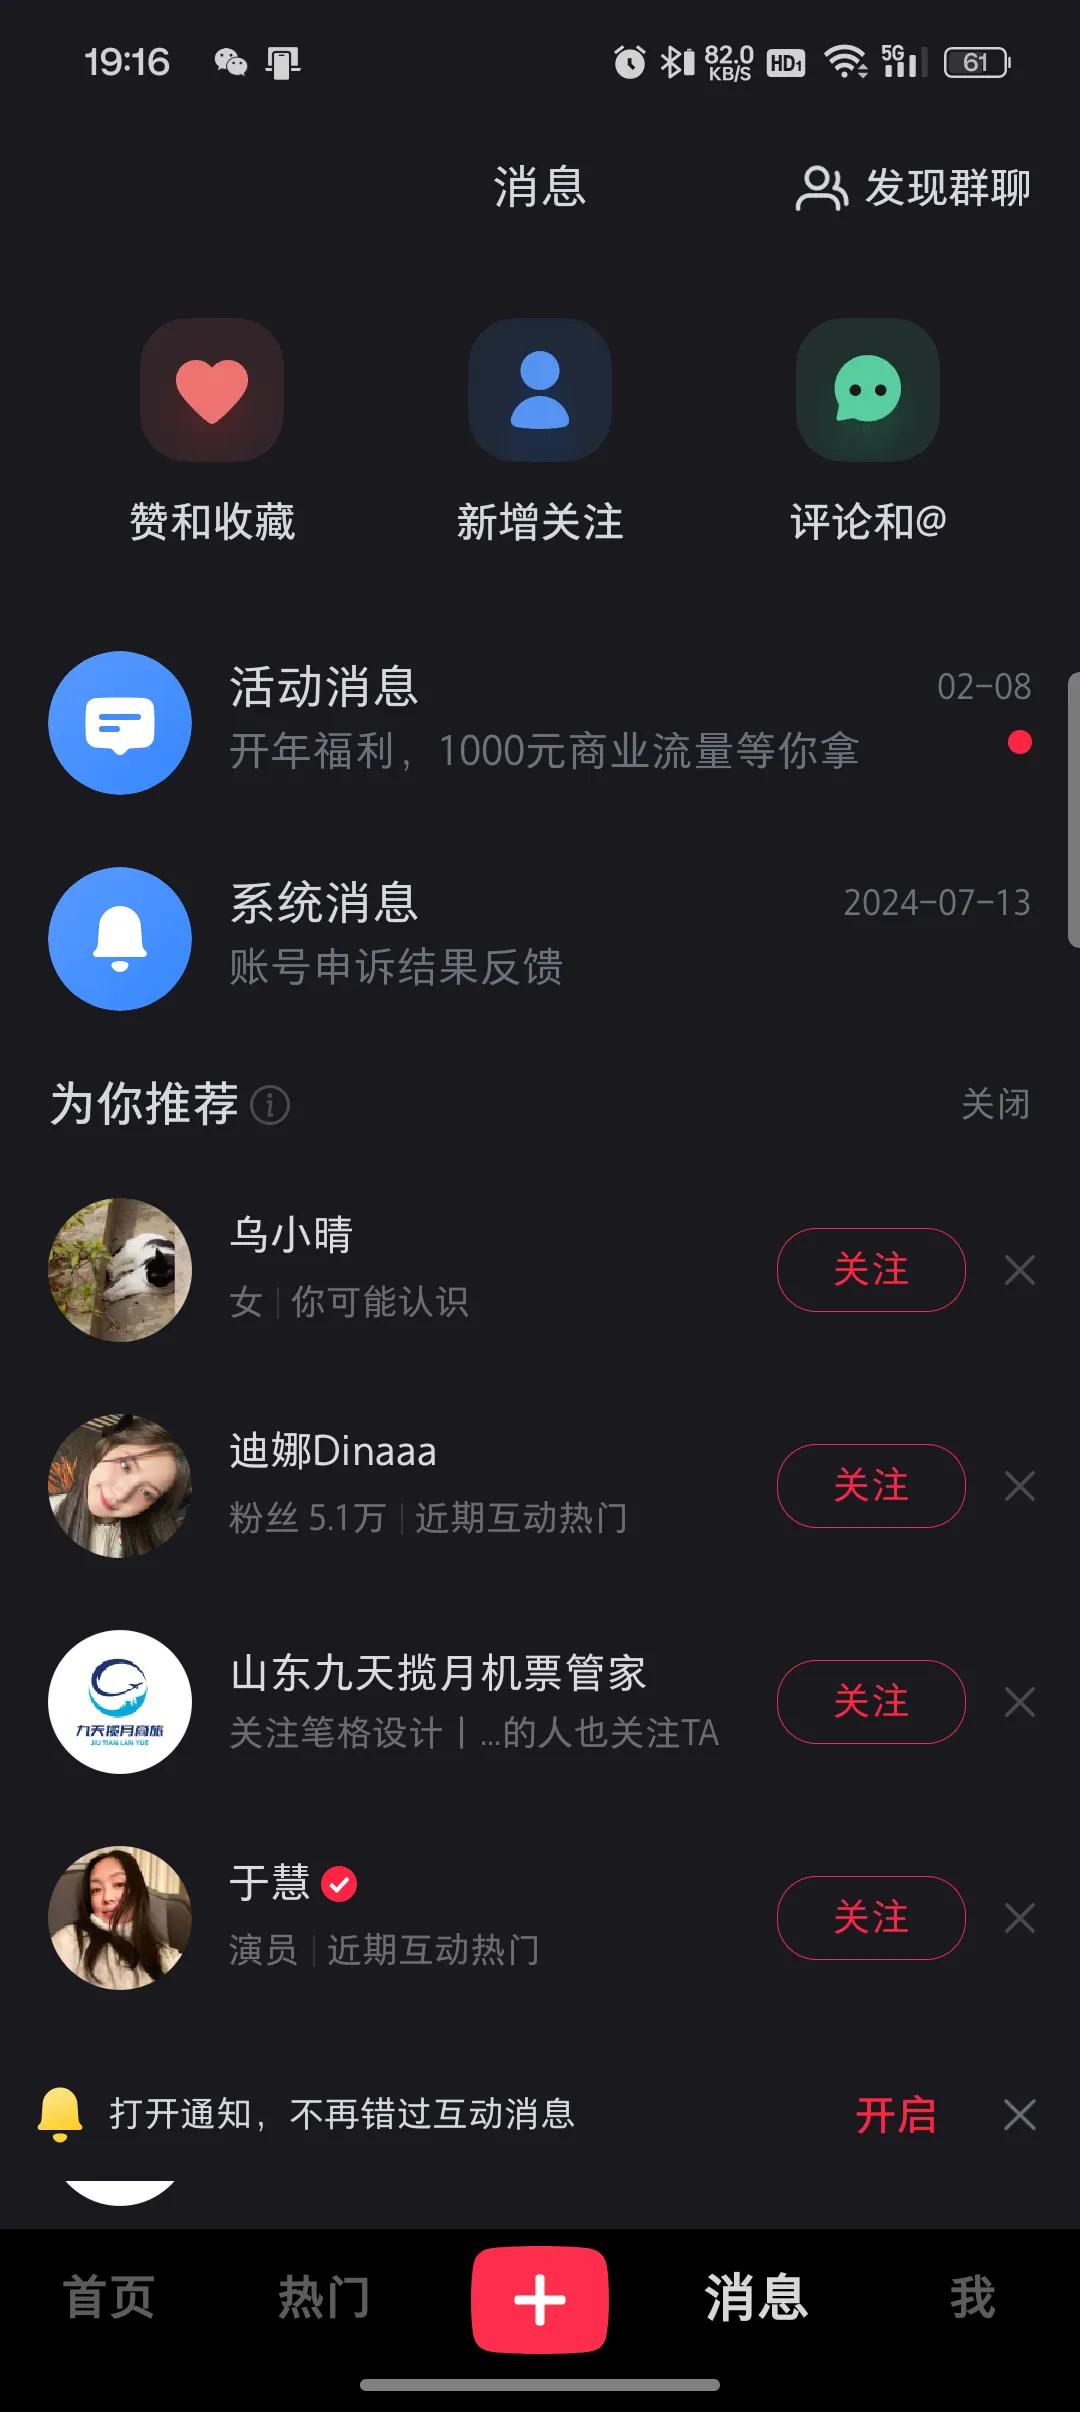 19:16
82.0 KB/S HD1 5G 61
消息
发现群聊
赞和收藏
新增关注
评论和@
活动消息
02-08
开年福利，1000元商业流量等你拿
系统消息
2024-07-13
账号申诉结果反馈
为你推荐
关闭
乌小晴
女 | 你可能认识
关注
迪娜Dinaaa
粉丝 5.1万 | 近期互动热门
关注
九天揽月商旅
JIU TIAN LAN YUE
山东九天揽月机票管家
关注笔格设计丨...的人也关注TA
关注
于慧
演员 | 近期互动热门
关注
打开通知，不再错过互动消息
开启
首页
热门
消息
我